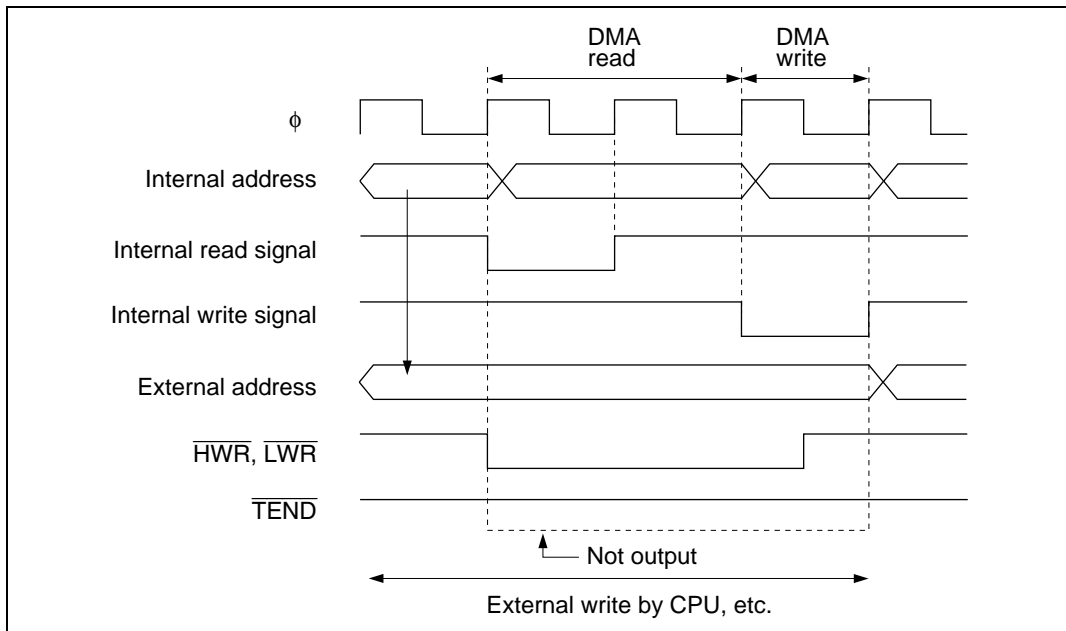 DMA read
DMA write
ϕ
Internal address
Internal read signal
Internal write signal
External address
HWR, LWR
TEND
Not output
External write by CPU, etc.